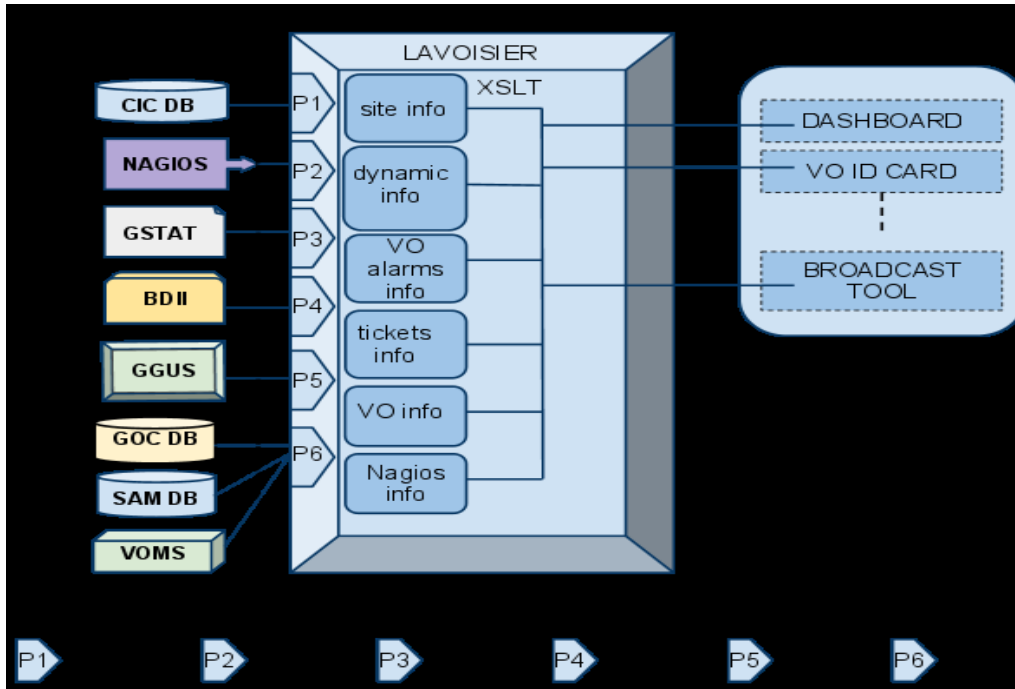 LAVOISIER
XSLT
CIC DB
NAGIOS
GSTAT
BDII
GGUS
GOC DB
SAM DB
VOMS
P1
P2
P3
P4
P5
P6
site info
dynamic
info
VO
alarms
info
tickets
info
VO info
Nagios
info
DASHBOARD
VO ID CARD
BROADCAST
TOOL
P1
P2
P3
P4
P5
P6